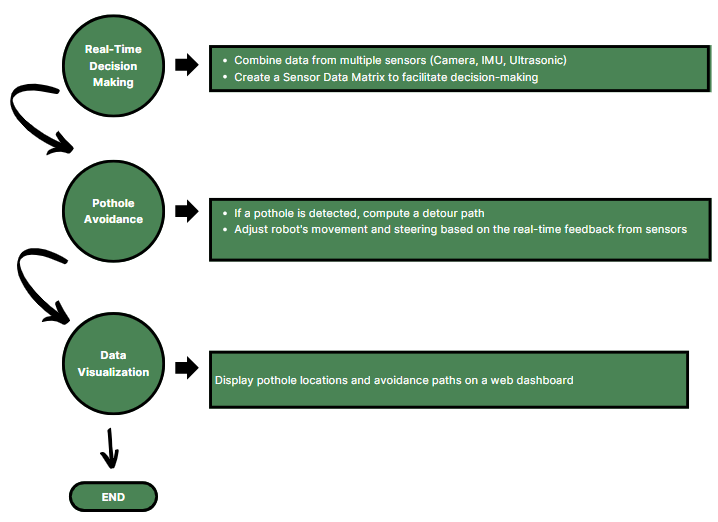 Real-Time
Decision
Making
• Combine data from multiple sensors (Camera, IMU, Ultrasonic)
• Create a Sensor Data Matrix to facilitate decision-making
Pothole
Avoidance
• If a pothole is detected, compute a detour path
• Adjust robot's movement and steering based on the real-time feedback from sensors
Data
Visualization
Display pothole locations and avoidance paths on a web dashboard
END